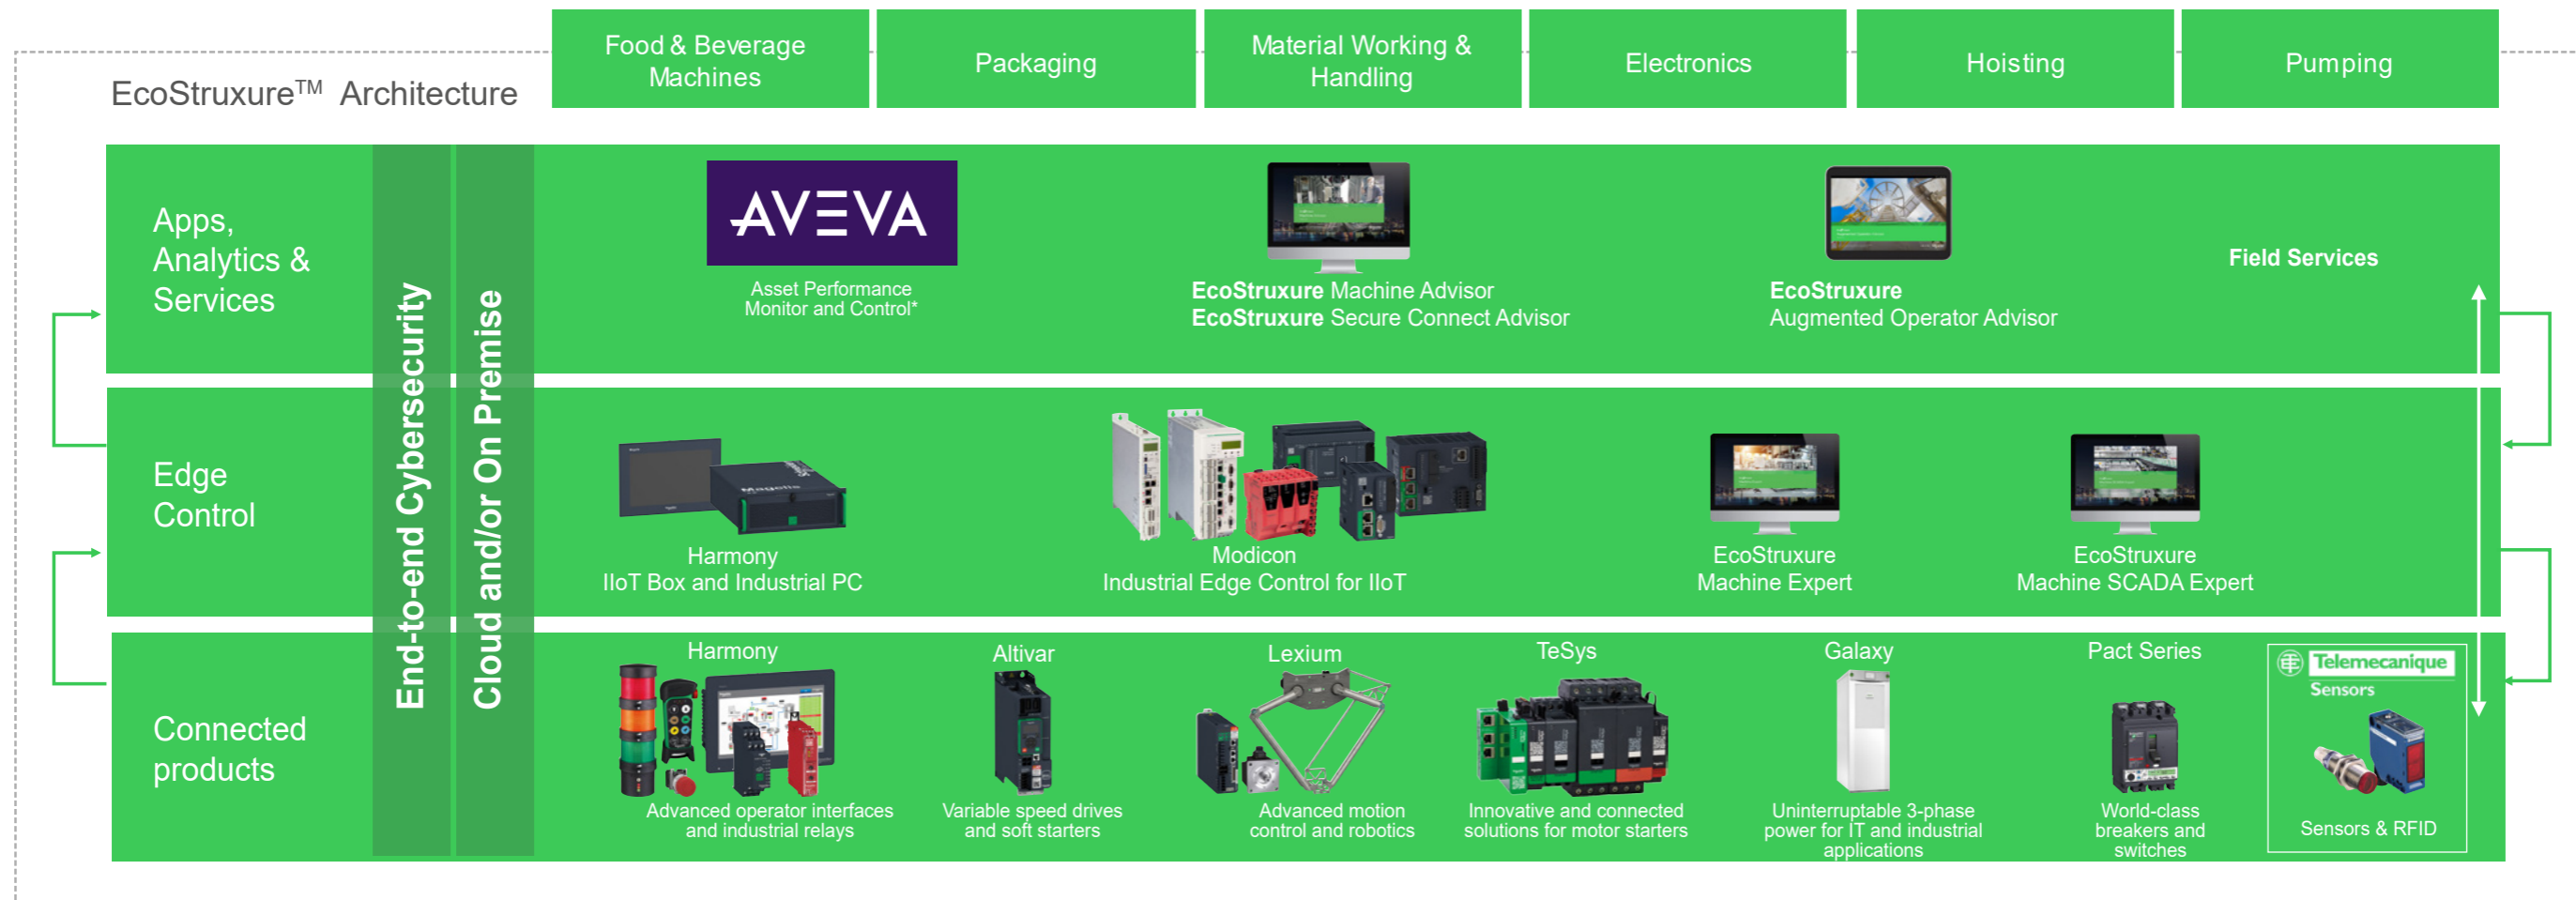 Food & Beverage
Machines
Packaging
Material Working &
Handling
Electronics
Hoisting
Pumping
EcoStruxure™ Architecture
Apps,
Analytics &
Services
End-to-end Cybersecurity
Cloud and/or On Premise
AVEVA
Asset Performance
Monitor and Control*
EcoStruxure Machine Advisor
EcoStruxure Secure Connect Advisor
EcoStruxure
Augmented Operator Advisor
Field Services
Edge
Control
Magelis
Harmony
IIoT Box and Industrial PC
Modicon
Industrial Edge Control for IIoT
EcoStruxure
Machine Expert
EcoStruxure
Machine SCADA Expert
Connected
products
Harmony
Advanced operator interfaces
and industrial relays
Altivar
Variable speed drives
and soft starters
Lexium
Advanced motion
control and robotics
TeSys
Innovative and connected
solutions for motor starters
Galaxy
Uninterruptable 3-phase
power for IT and industrial
applications
Pact Series
World-class
breakers and
switches
Telemecanique
Sensors
Sensors & RFID